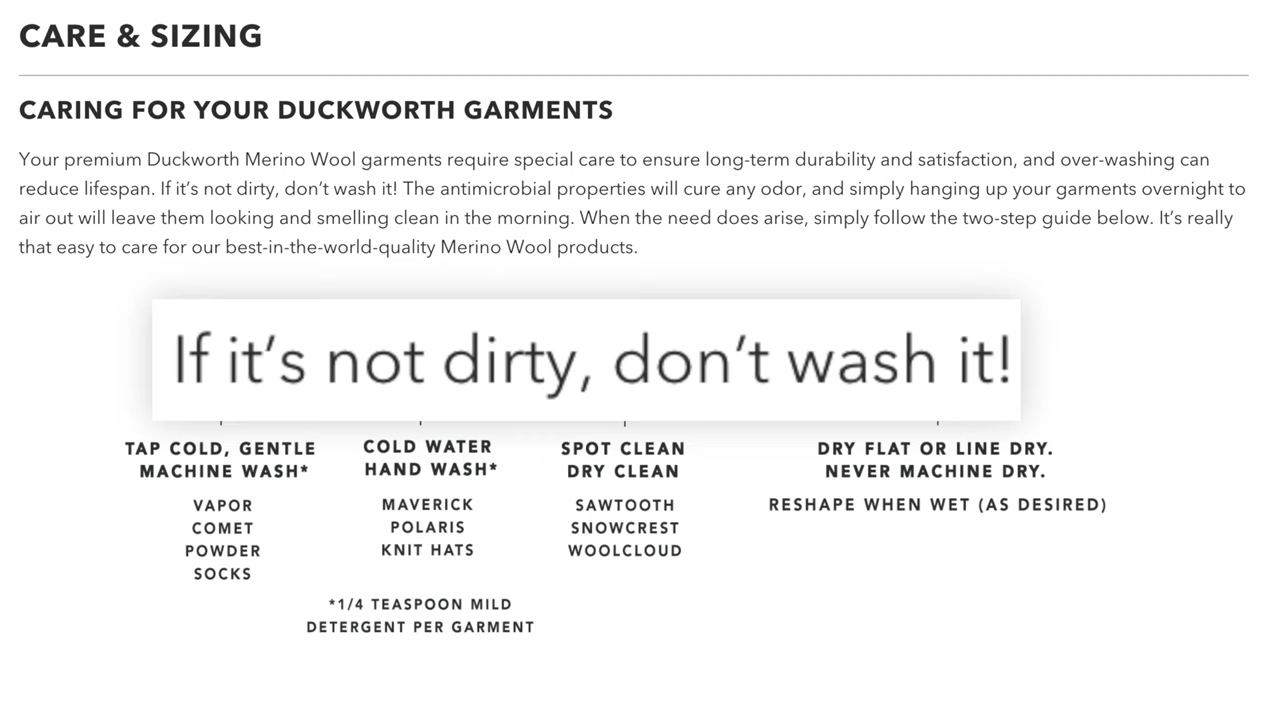 CARE & SIZING
CARING FOR YOUR DUCKWORTH GARMENTS
Your premium Duckworth Merino Wool garments require special care to ensure long-term durability and satisfaction, and over-washing can
reduce lifespan. If it’s not dirty, don’t wash it! The antimicrobial properties will cure any odor, and simply hanging up your garments overnight to
air out will leave them looking and smelling clean in the morning. When the need does arise, simply follow the two-step guide below. It’s really
that easy to care for our best-in-the-world-quality Merino Wool products.
If it’s not dirty, don’t wash it!
TAP COLD, GENTLE
MACHINE WASH*
VAPOR
COMET
POWDER
SOCKS
COLD WATER
HAND WASH*
MAVERICK
POLARIS
KNIT HATS
*1/4 TEASPOON MILD
DETERGENT PER GARMENT
SPOT CLEAN
DRY CLEAN
SAWTOOTH
SNOWCREST
WOOLCLOUD
DRY FLAT OR LINE DRY.
NEVER MACHINE DRY.
RESHAPE WHEN WET (AS DESIRED)